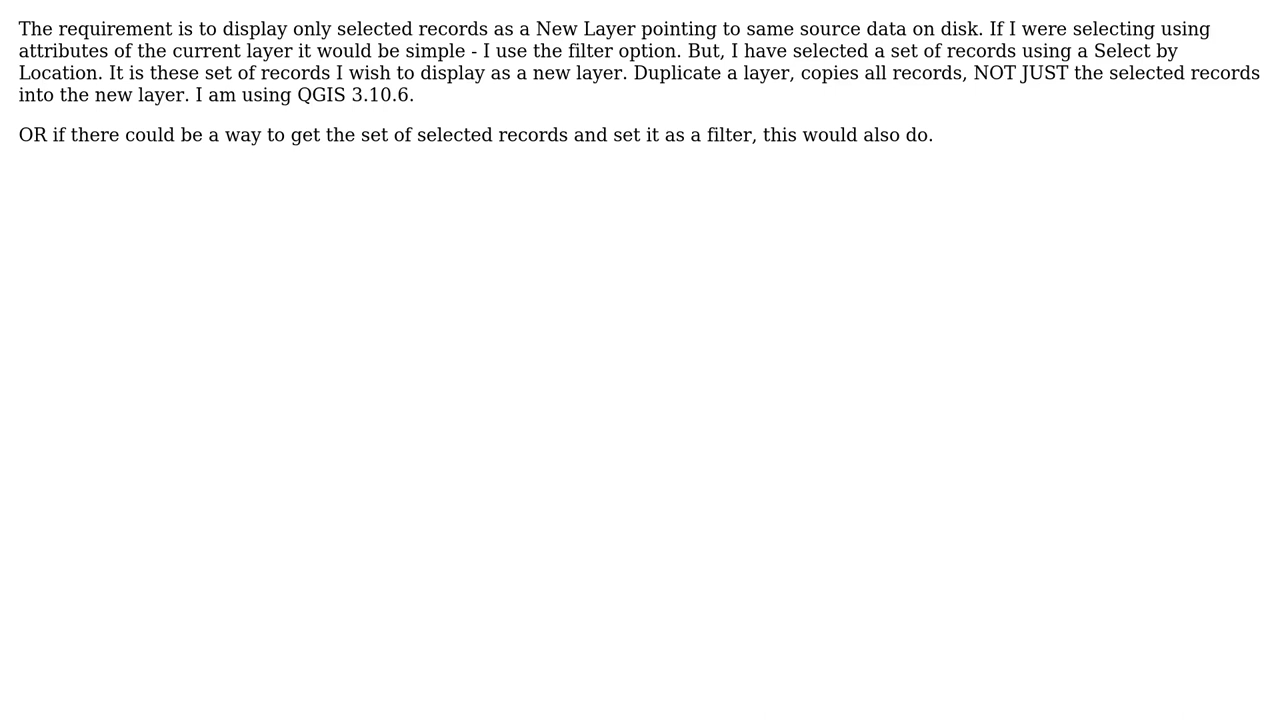 The requirement is to display only selected records as a New Layer pointing to same source data on disk. If I were selecting using
attributes of the current layer it would be simple - I use the filter option. But, I have selected a set of records using a Select by
Location. It is these set of records I wish to display as a new layer. Duplicate a layer, copies all records, NOT JUST the selected records
into the new layer. I am using QGIS 3.10.6.
OR if there could be a way to get the set of selected records and set it as a filter, this would also do.